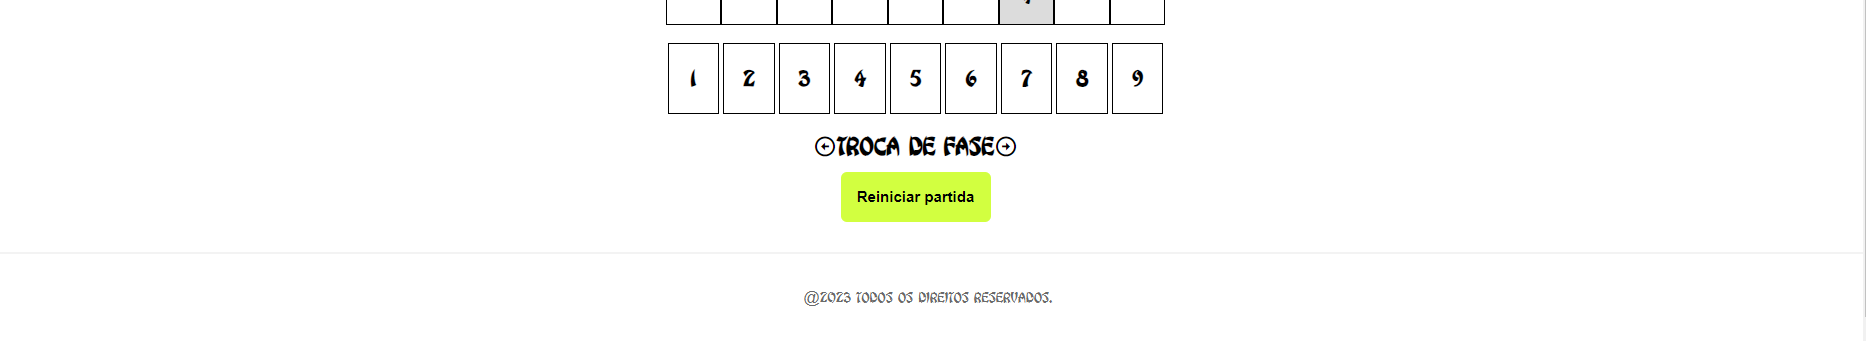 1 2 3 4 5 6 7 8 9
TROCA DE FASE
Reiniciar partida
@2023 TODOS OS DIREITOS RESERVADOS.